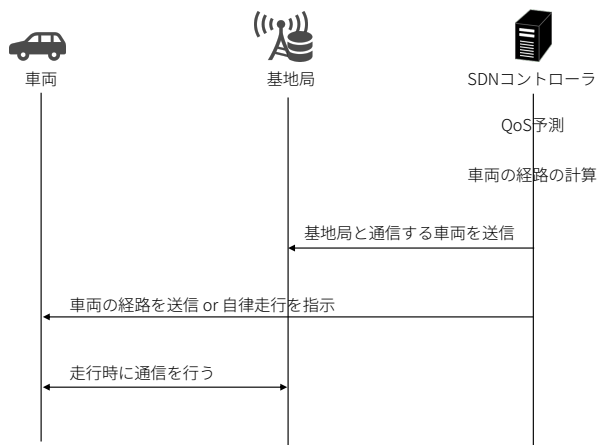 車両
基地局
SDNコントローラ
QoS予測
車両の経路の計算
基地局と通信する車両を送信
車両の経路を送信 or 自律走行を指示
走行時に通信を行う